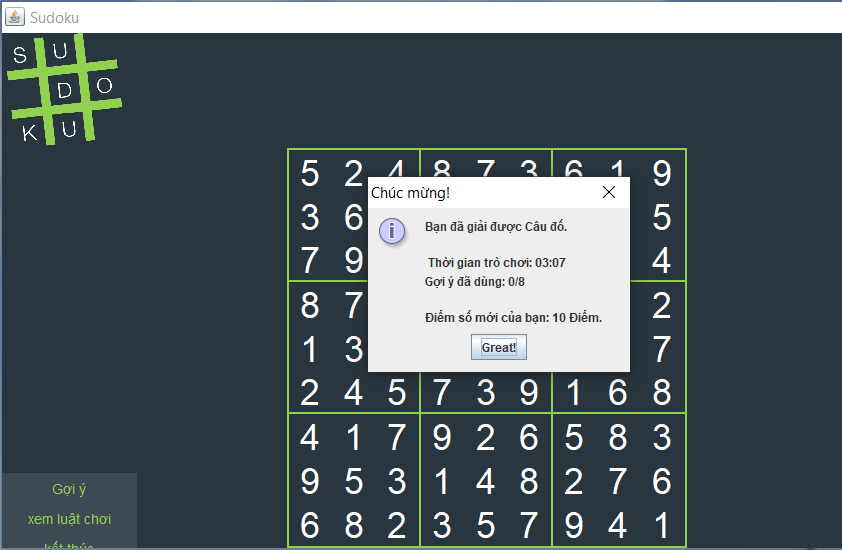 Sudoku
S U
D O
K U
5 2 4 8 7 3 6 1 9
Chúc mừng!
3 6 5
Bạn đã giải được Câu đố.
7 9 4
Thời gian trò chơi: 03:07
Gợi ý đã dùng: 0/8
8 7 2
Điểm số mới của bạn: 10 Điểm.
1 3 7
Great!
2 4 5 7 3 9 1 6 8
4 1 7 9 2 6 5 8 3
9 5 3 1 4 8 2 7 6
6 8 2 3 5 7 9 4 1
Gợi ý
xem luật chơi
kết thúc